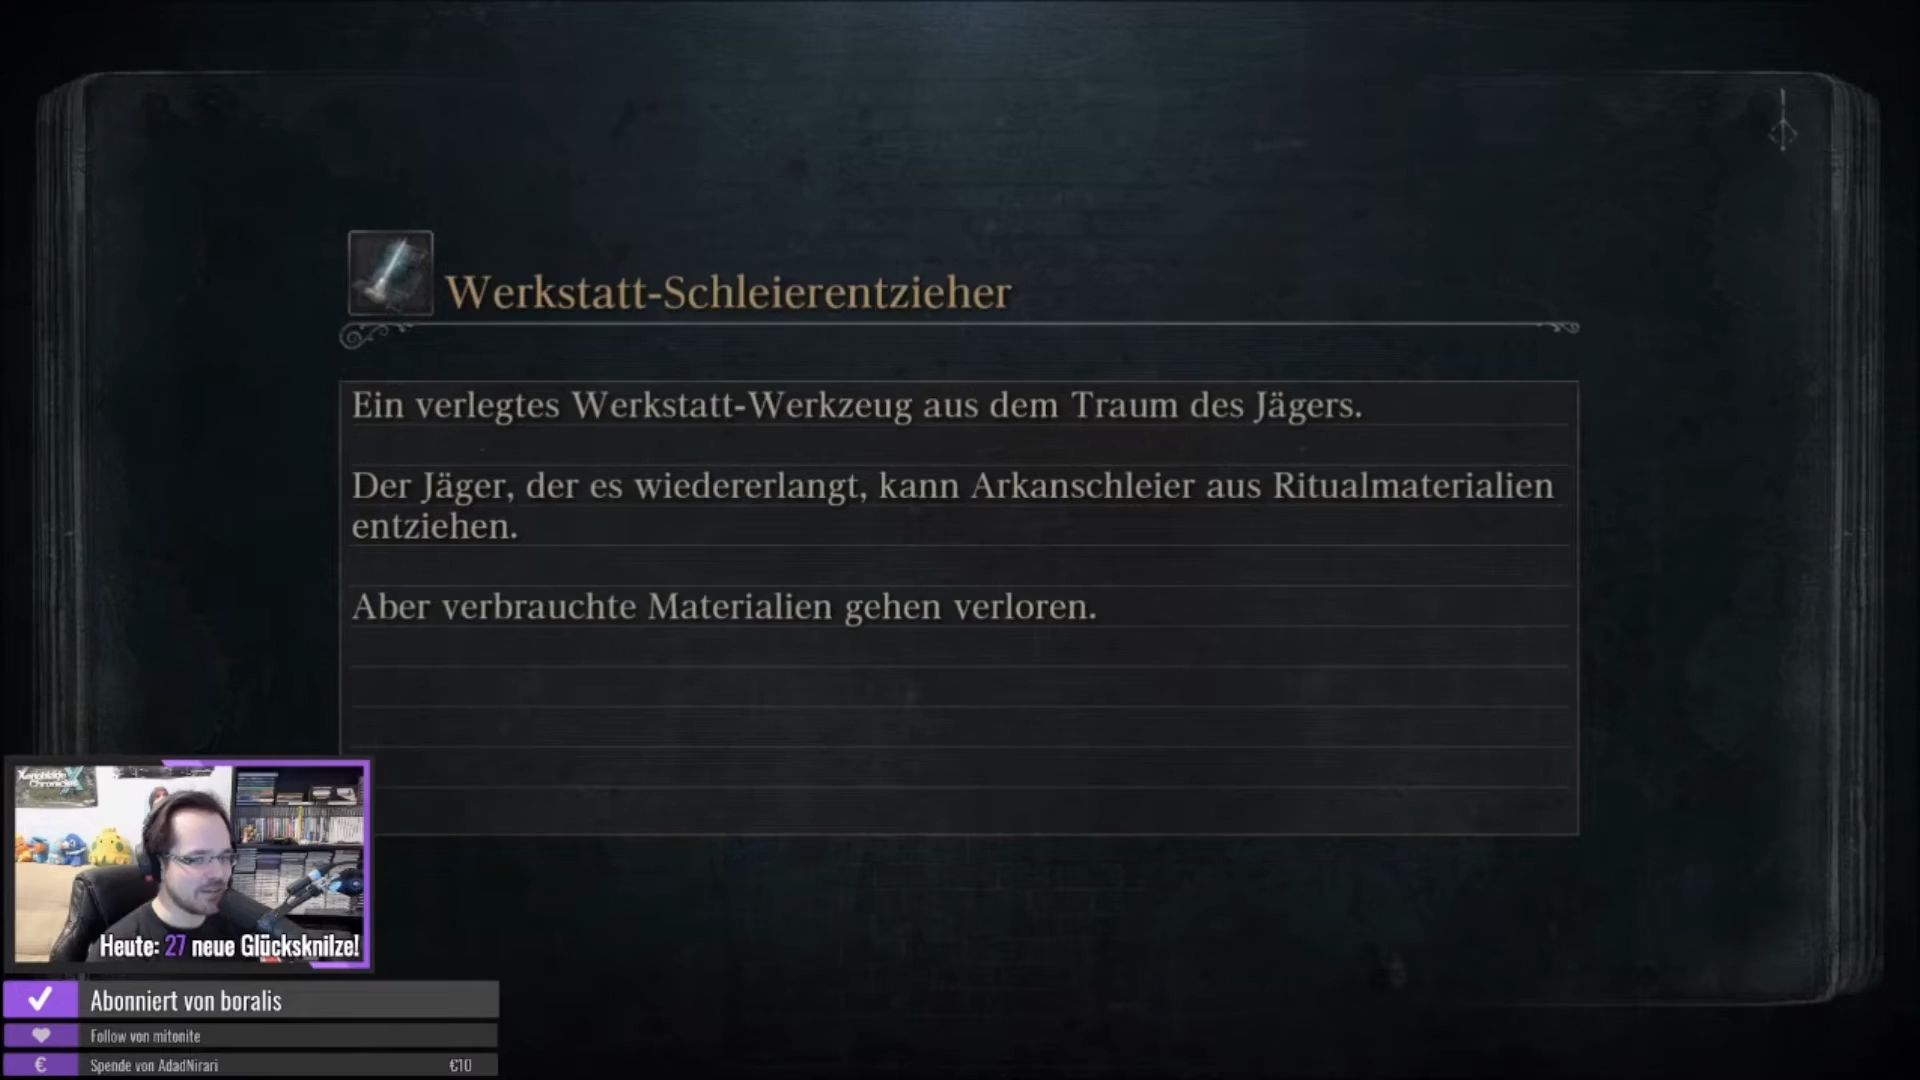 Werkstatt-Schleierentzieher
Ein verlegtes Werkstatt-Werkzeug aus dem Traum des Jägers.
Der Jäger, der es wiedererlangt, kann Arkanschleier aus Ritualmaterialien
entziehen.
Aber verbrauchte Materialien gehen verloren.
Xenoblade
Chronicles X
Heute: 27 neue Glücksknilze!
Abonniert von boralis
Follow von mitonite
€ Spende von AdadNirari €10